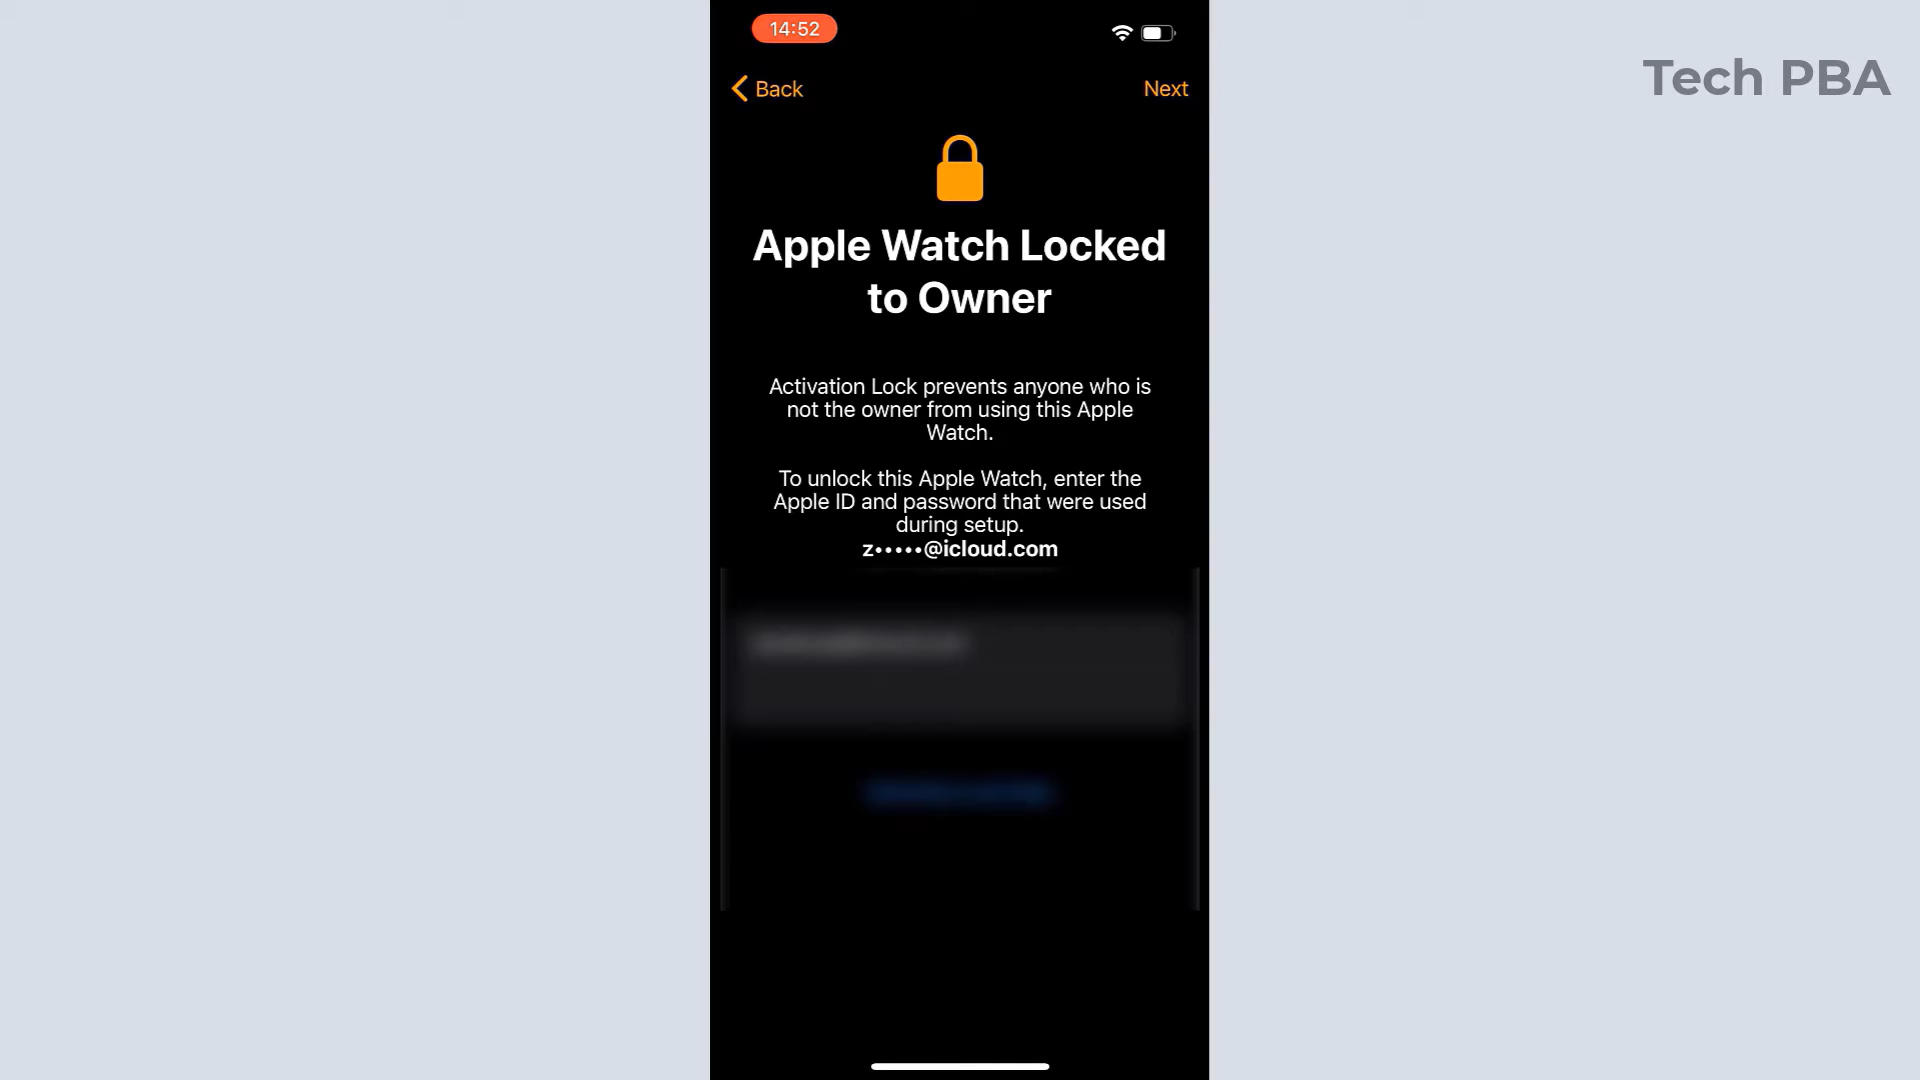 14:52
Tech PBA
Back
Next
Apple Watch Locked
to Owner
Activation Lock prevents anyone who is
not the owner from using this Apple
Watch.
To unlock this Apple Watch, enter the
Apple ID and password that were used
during setup.
z•••••@icloud.com